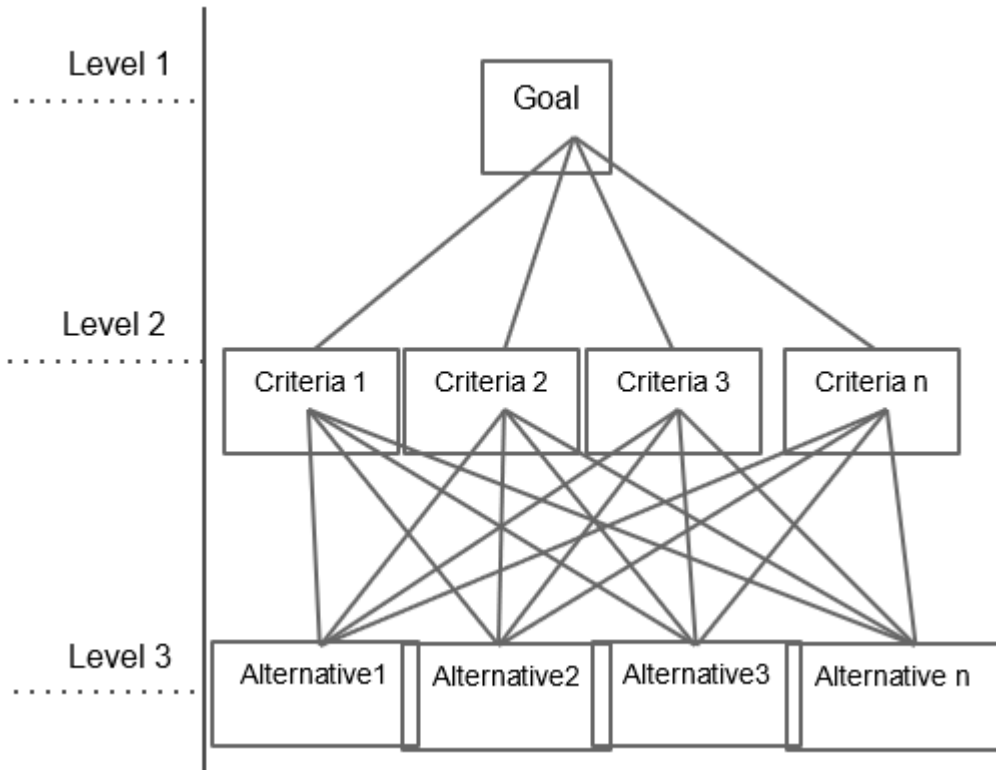 Level 1
Goal
Level 2
Criteria 1
Criteria 2
Criteria 3
Criteria n
Level 3
Alternative1
Alternative2
Alternative3
Alternative n